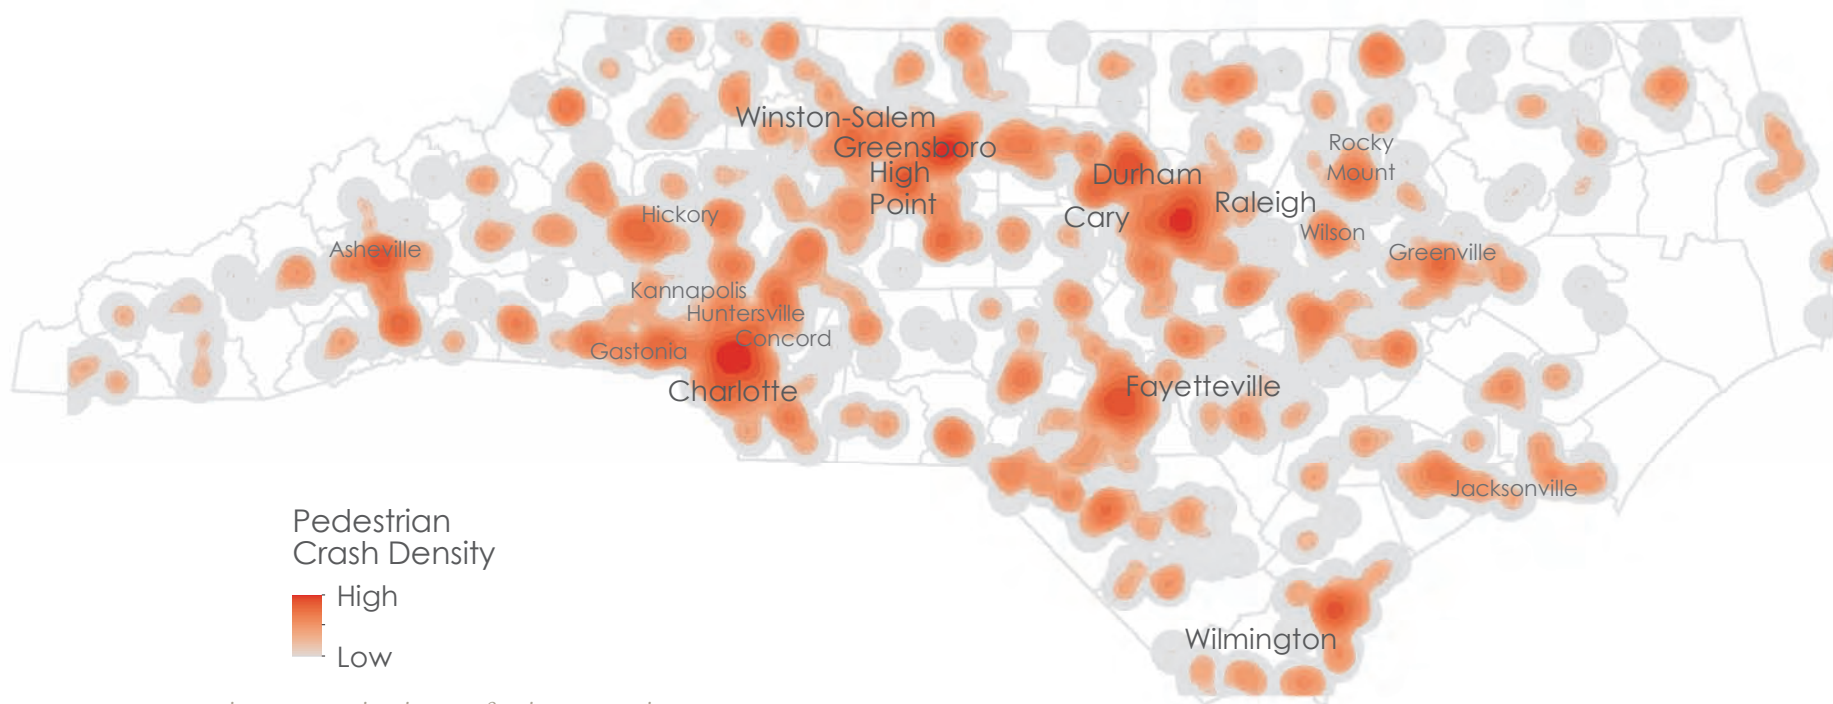 Winston-Salem
Greensboro
High
Point
Durham
Cary
Raleigh
Rocky
Mount
Wilson
Greenville
Hickory
Asheville
Kannapolis
Huntersville
Concord
Gastonia
Charlotte
Fayetteville
Jacksonville
Wilmington
Pedestrian
Crash Density
High
Low